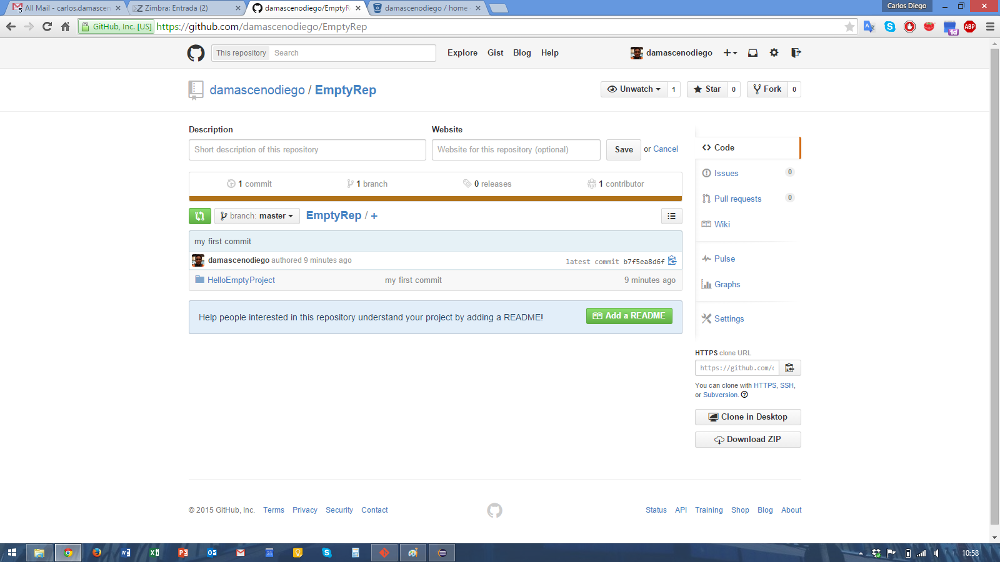 All Mail - carlos.damascen
Zimbra: Entrada (2)
damascenodiego/EmptyR
damascenodiego / home
Carlos Diego
GitHub, Inc. [US]
https://github.com/damascenodiego/EmptyRep
1d
ABP
This repository
Search
Explore
Gist
Blog
Help
damascenodiego
damascenodiego / EmptyRep
Unwatch
1
Star
0
Fork
0
Description
Website
Short description of this repository
Website for this repository (optional)
Save
or Cancel
1 commit
1 branch
0 releases
1 contributor
branch: master
EmptyRep / +
my first commit
damascenodiego authored 9 minutes ago
latest commit b7f5ea8d6f
HelloEmptyProject
my first commit
9 minutes ago
Help people interested in this repository understand your project by adding a README!
Add a README
Code
Issues
0
Pull requests
0
Wiki
Pulse
Graphs
Settings
HTTPS clone URL
https://github.com/
You can clone with HTTPS, SSH,
or Subversion.
Clone in Desktop
Download ZIP
© 2015 GitHub, Inc.
Terms
Privacy
Security
Contact
Status
API
Training
Shop
Blog
About
10:58